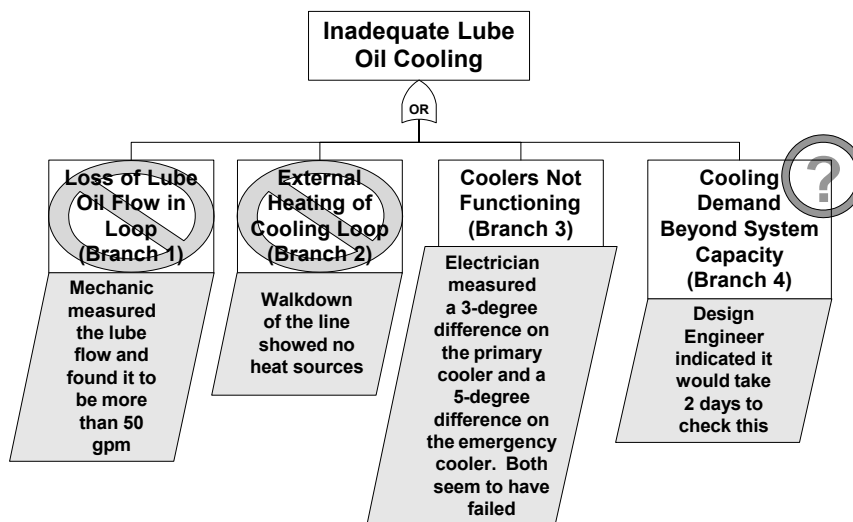 Inadequate Lube
Oil Cooling
OR
Loss of Lube
Oil Flow in
Loop
(Branch 1)
Mechanic
measured
the lube
flow and
found it to
be more
than 50
gpm
External
Heating of
Cooling Loop
(Branch 2)
Walkdown
of the line
showed no
heat sources
Coolers Not
Functioning
(Branch 3)
Electrician
measured
a 3-degree
difference on
the primary
cooler and a
5-degree
difference on
the emergency
cooler. Both
seem to have
failed
?
Cooling
Demand
Beyond System
Capacity
(Branch 4)
Design
Engineer
indicated it
would take
2 days to
check this